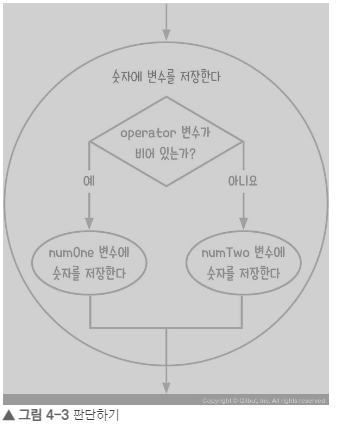 숫자에 변수를 저장한다
operator 변수가
비어 있는가?
예
아니요
numOne 변수에
숫자를 저장한다
numTwo 변수에
숫자를 저장한다
Copyright © Gilbut, Inc. All rights reserved.
▲ 그림 4-3 판단하기